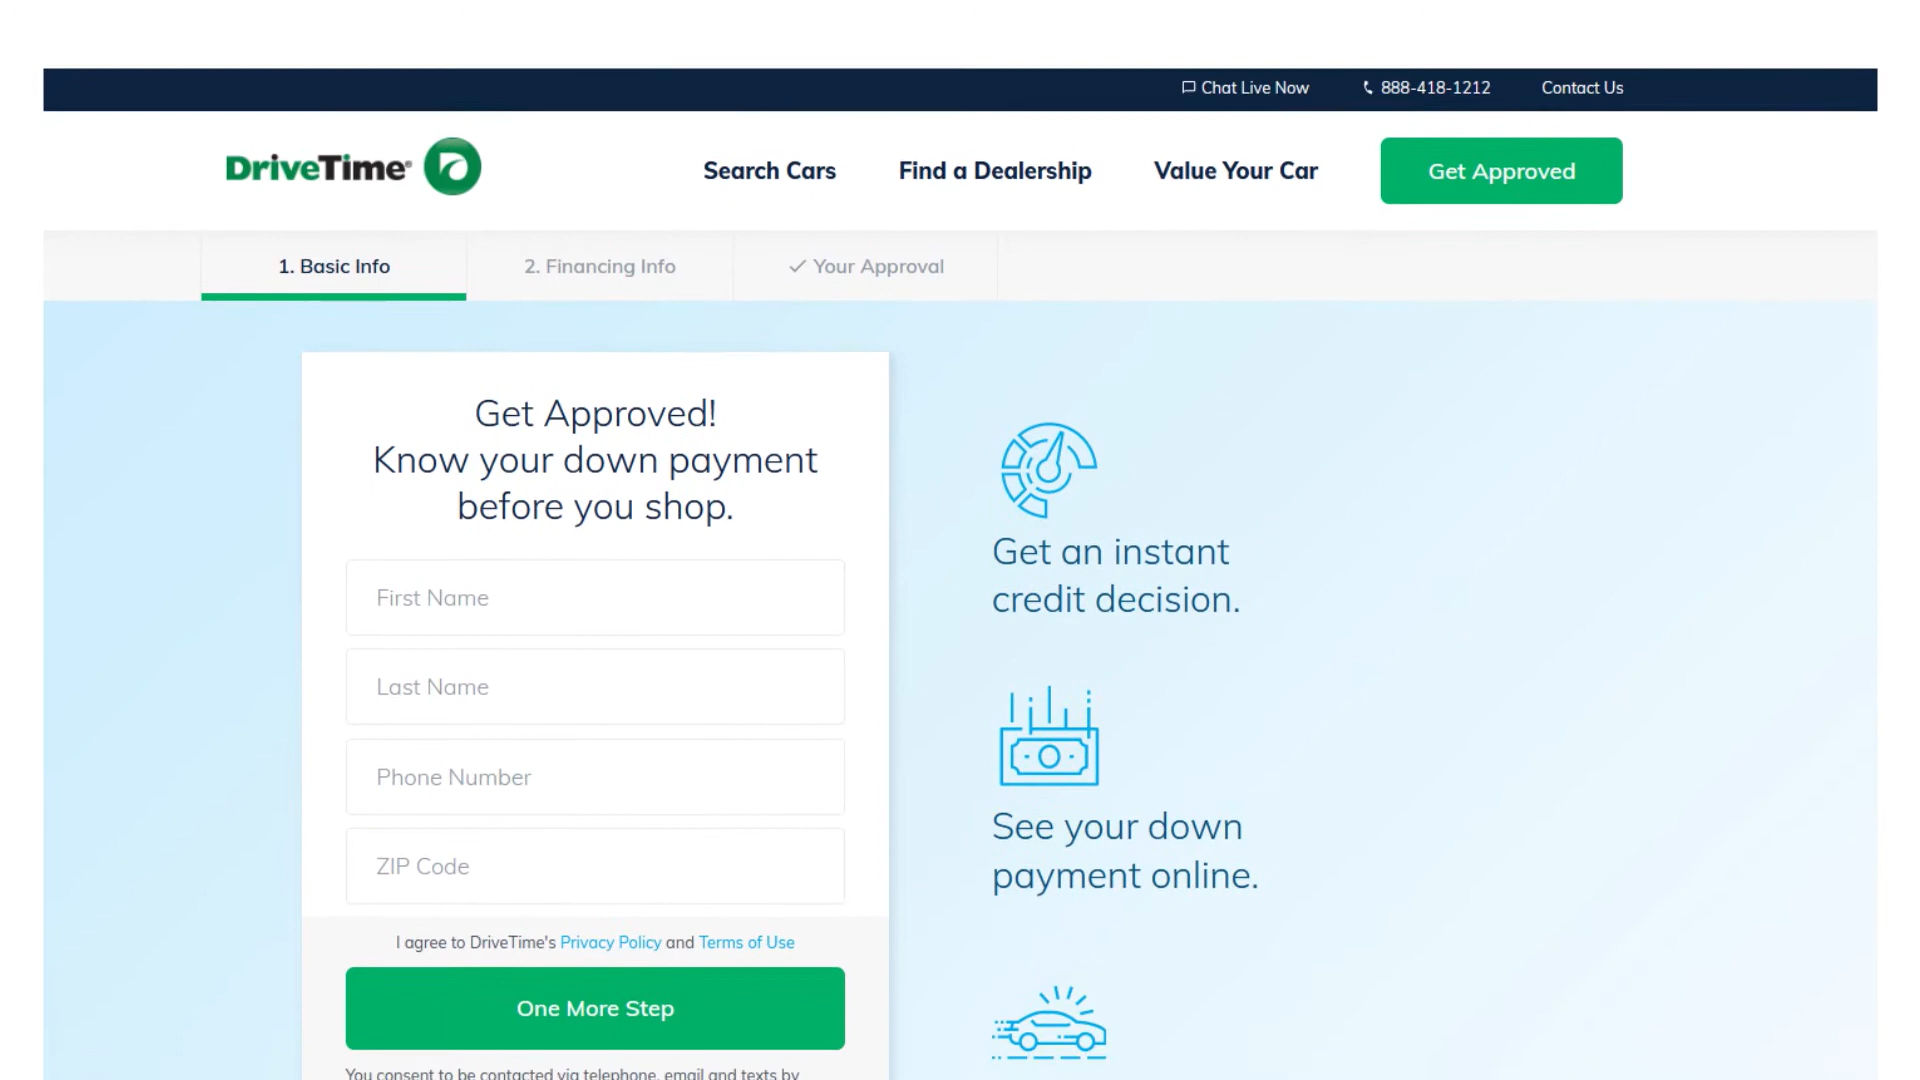 Chat Live Now 888-418-1212 Contact Us
DriveTime® Search Cars Find a Dealership Value Your Car Get Approved
1. Basic Info 2. Financing Info Your Approval
Get Approved!
Know your down payment
before you shop.
First Name
Last Name
Phone Number
ZIP Code
I agree to DriveTime's Privacy Policy and Terms of Use
One More Step
You consent to be contacted via telephone, email and texts by
Get an instant
credit decision.
See your down
payment online.